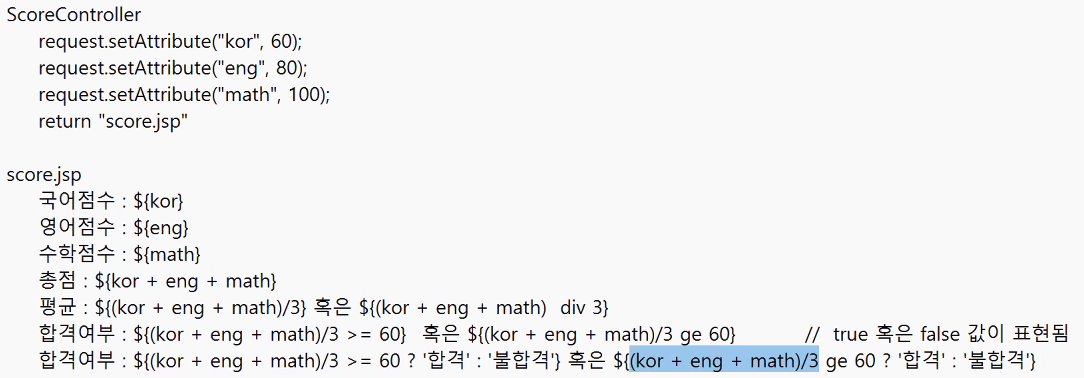 ScoreController
request.setAttribute("kor", 60);
request.setAttribute("eng", 80);
request.setAttribute("math", 100);
return "score.jsp"
score.jsp
국어점수 : ${kor}
영어점수 : ${eng}
수학점수 : ${math}
총점 : ${kor + eng + math}
평균 : ${(kor + eng + math)/3} 혹은 ${(kor + eng + math)  div 3}
합격여부 : ${(kor + eng + math)/3 >= 60}  혹은 ${(kor + eng + math)/3 ge 60}          //  true 혹은 false 값이 표현됨
합격여부 : ${(kor + eng + math)/3 >= 60 ? '합격' : '불합격'} 혹은 ${(kor + eng + math)/3 ge 60 ? '합격' : '불합격'}